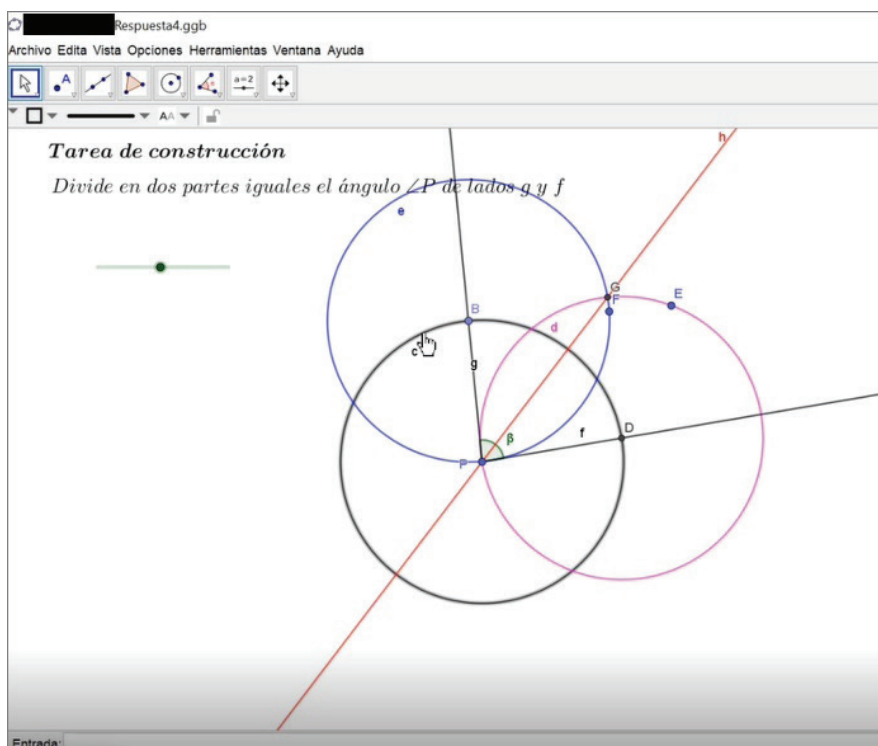 Respuesta4.ggb
Archivo Edita Vista Opciones Herramientas Ventana Ayuda
A
a=2
AA
Tarea de construcción
Divide en dos partes iguales el ángulo ∠P de lados g y f
h
e
G
E
F
B
d
c
g
D
β
f
P
Entrada: